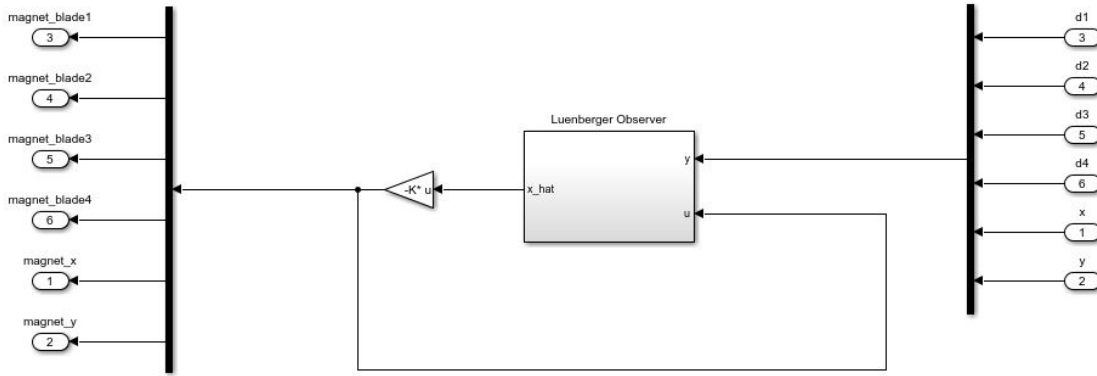 magnet_blade1
3
magnet_blade2
4
magnet_blade3
5
magnet_blade4
6
magnet_x
1
magnet_y
2
-K* u
Luenberger Observer
x_hat
y
u
d1
3
d2
4
d3
5
d4
6
x
1
y
2